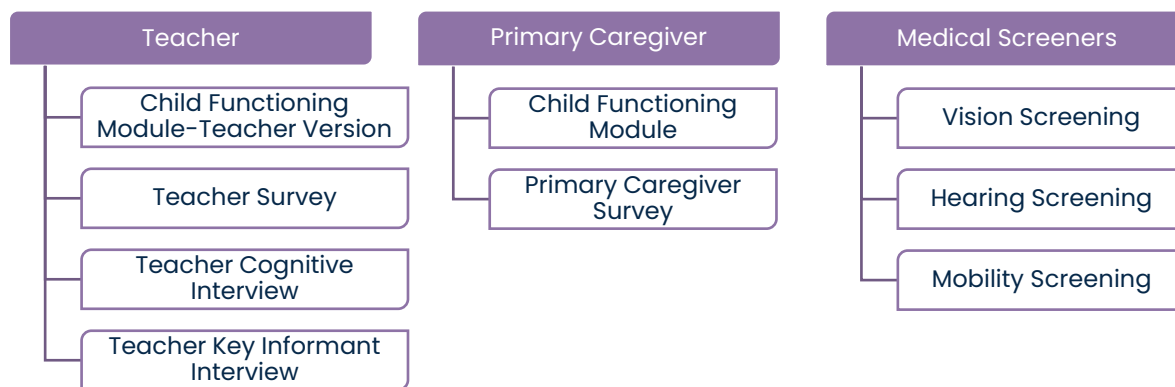 Teacher
Child Functioning
Module-Teacher Version
Teacher Survey
Teacher Cognitive
Interview
Teacher Key Informant
Interview
Primary Caregiver
Child Functioning
Module
Primary Caregiver
Survey
Medical Screeners
Vision Screening
Hearing Screening
Mobility Screening